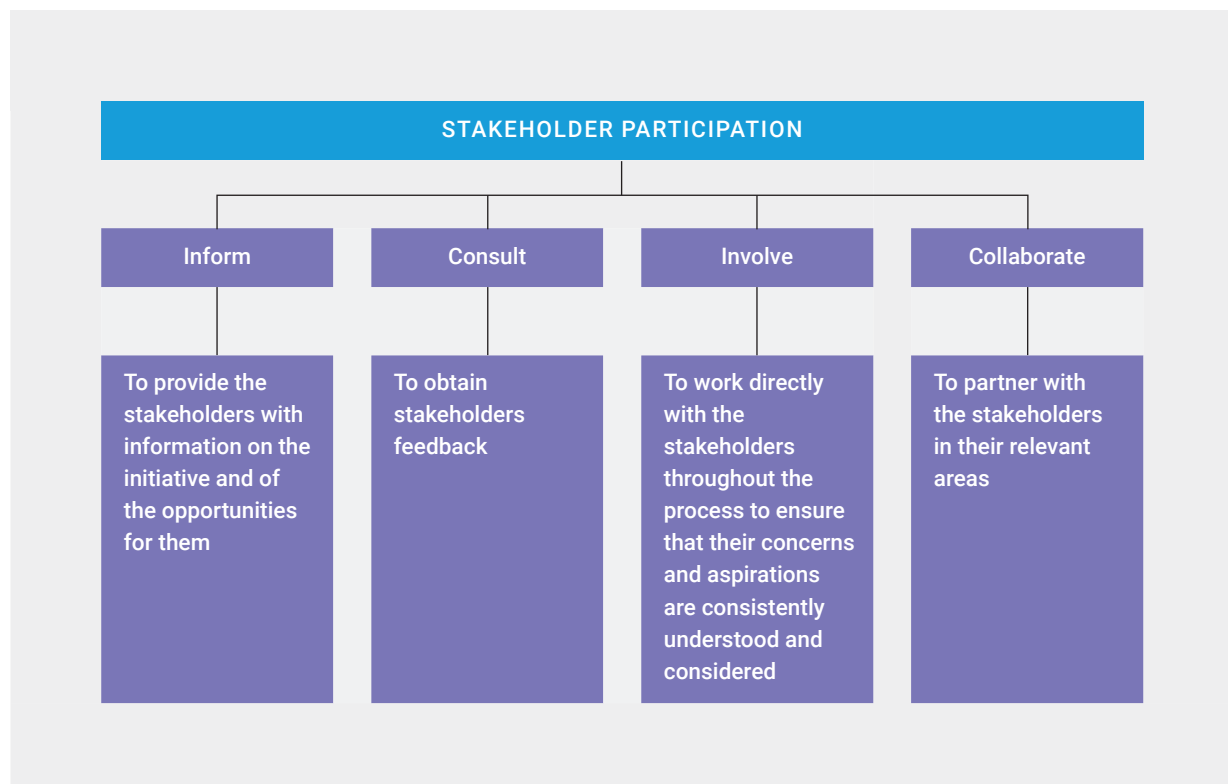 STAKEHOLDER PARTICIPATION
Inform
Consult
Involve
Collaborate
To provide the
stakeholders with
information on the
initiative and of
the opportunities
for them
To obtain
stakeholders
feedback
To work directly
with the
stakeholders
throughout the
process to ensure
that their concerns
and aspirations
are consistently
understood and
considered
To partner with
the stakeholders
in their relevant
areas